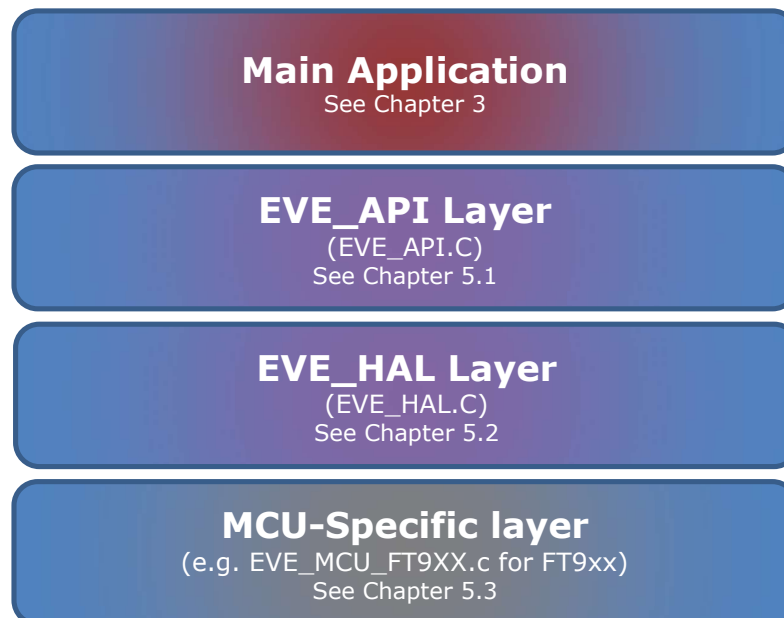 Main Application
See Chapter 3
EVE_API Layer
(EVE_API.C)
See Chapter 5.1
EVE_HAL Layer
(EVE_HAL.C)
See Chapter 5.2
MCU-Specific layer
(e.g. EVE_MCU_FT9XX.c for FT9xx)
See Chapter 5.3